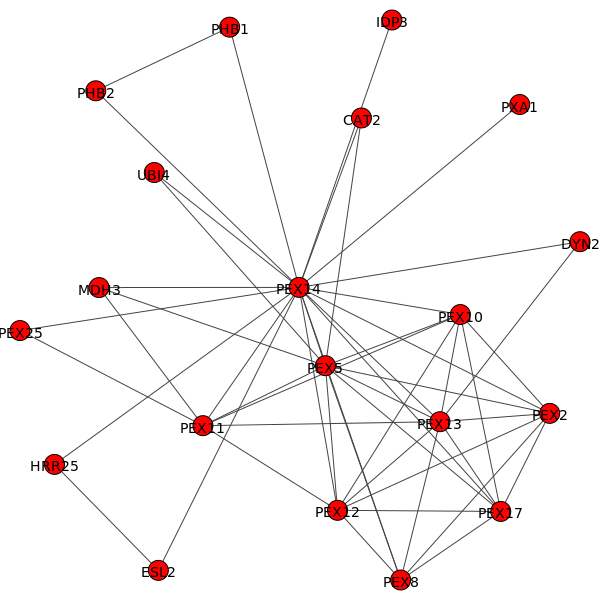 IDP3
PHB1
PHB2
PXA1
CAT2
UBI4
DYN2
PEX14
MDH3
PEX10
PEX25
PEX5
PEX2
PEX13
PEX11
HRR25
PEX12
PEX17
ESL2
PEX8